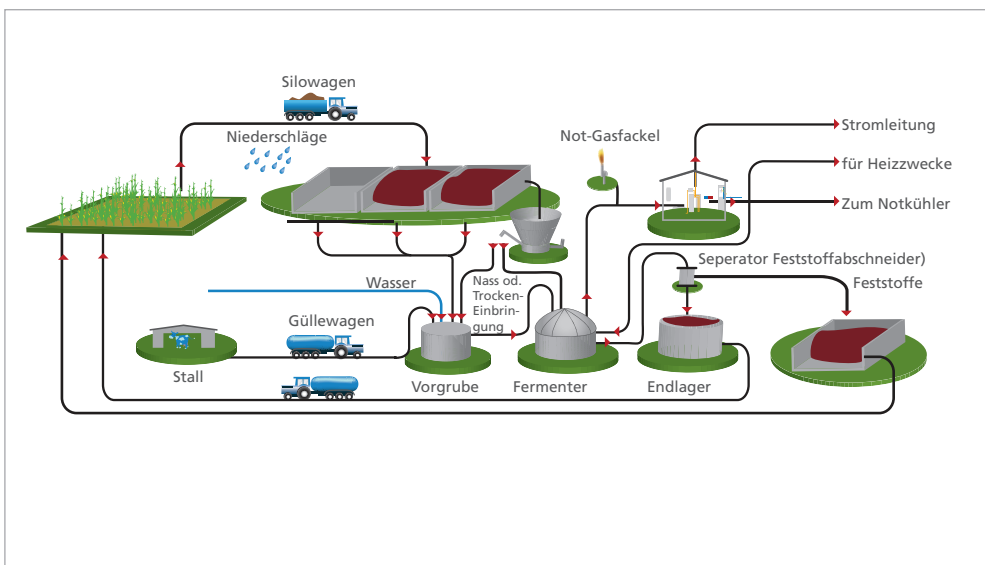 Silowagen
Niederschläge
Not-Gasfackel
Stromleitung
für Heizzwecke
Zum Notkühler
Seperator Feststoffabschneider)
Feststoffe
Wasser
Nass od.
Trocken-
Einbrin-
gung
Güllewagen
Stall
Vorgrube
Fermenter
Endlager